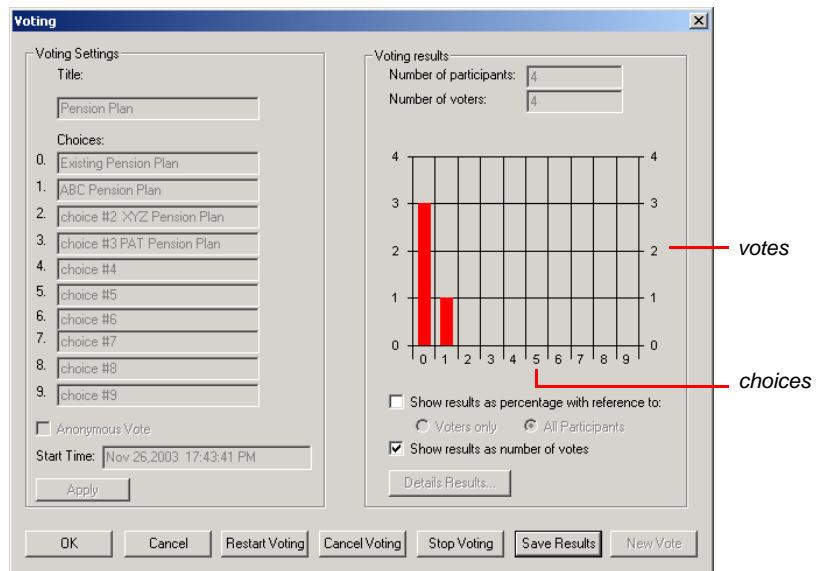 Voting
Voting Settings
Title:
Pension Plan
Choices:
0. Existing Pension Plan
1. ABC Pension Plan
2. choice #2 XYZ Pension Plan
3. choice #3 PAT Pension Plan
4. choice #4
5. choice #5
6. choice #6
7. choice #7
8. choice #8
9. choice #9
Anonymous Vote
Start Time: Nov 26,2003 17:43:41 PM
Apply
Voting results
Number of participants: 4
Number of voters: 4
4 4
3 3
2 2
1 1
0 0
0 1 2 3 4 5 6 7 8 9
votes
choices
Show results as percentage with reference to:
Voters only All Participants
Show results as number of votes
Details Results...
OK Cancel Restart Voting Cancel Voting Stop Voting Save Results New Vote